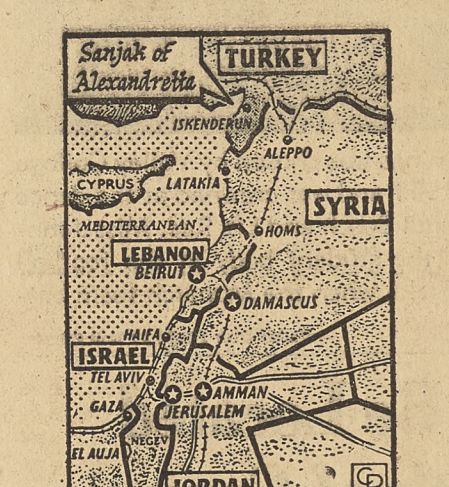 Sanjak of
Alexandretta
TURKEY
ISKENDERUN
ALEPPO
CYPRUS
LATAKIA
SYRIA
MEDITERRANEAN
HOMS
LEBANON
BEIRUT
DAMASCUS
HAIFA
ISRAEL
TEL AVIV
AMMAN
GAZA
JERUSALEM
NEGEV
EL AUJA
JORDAN